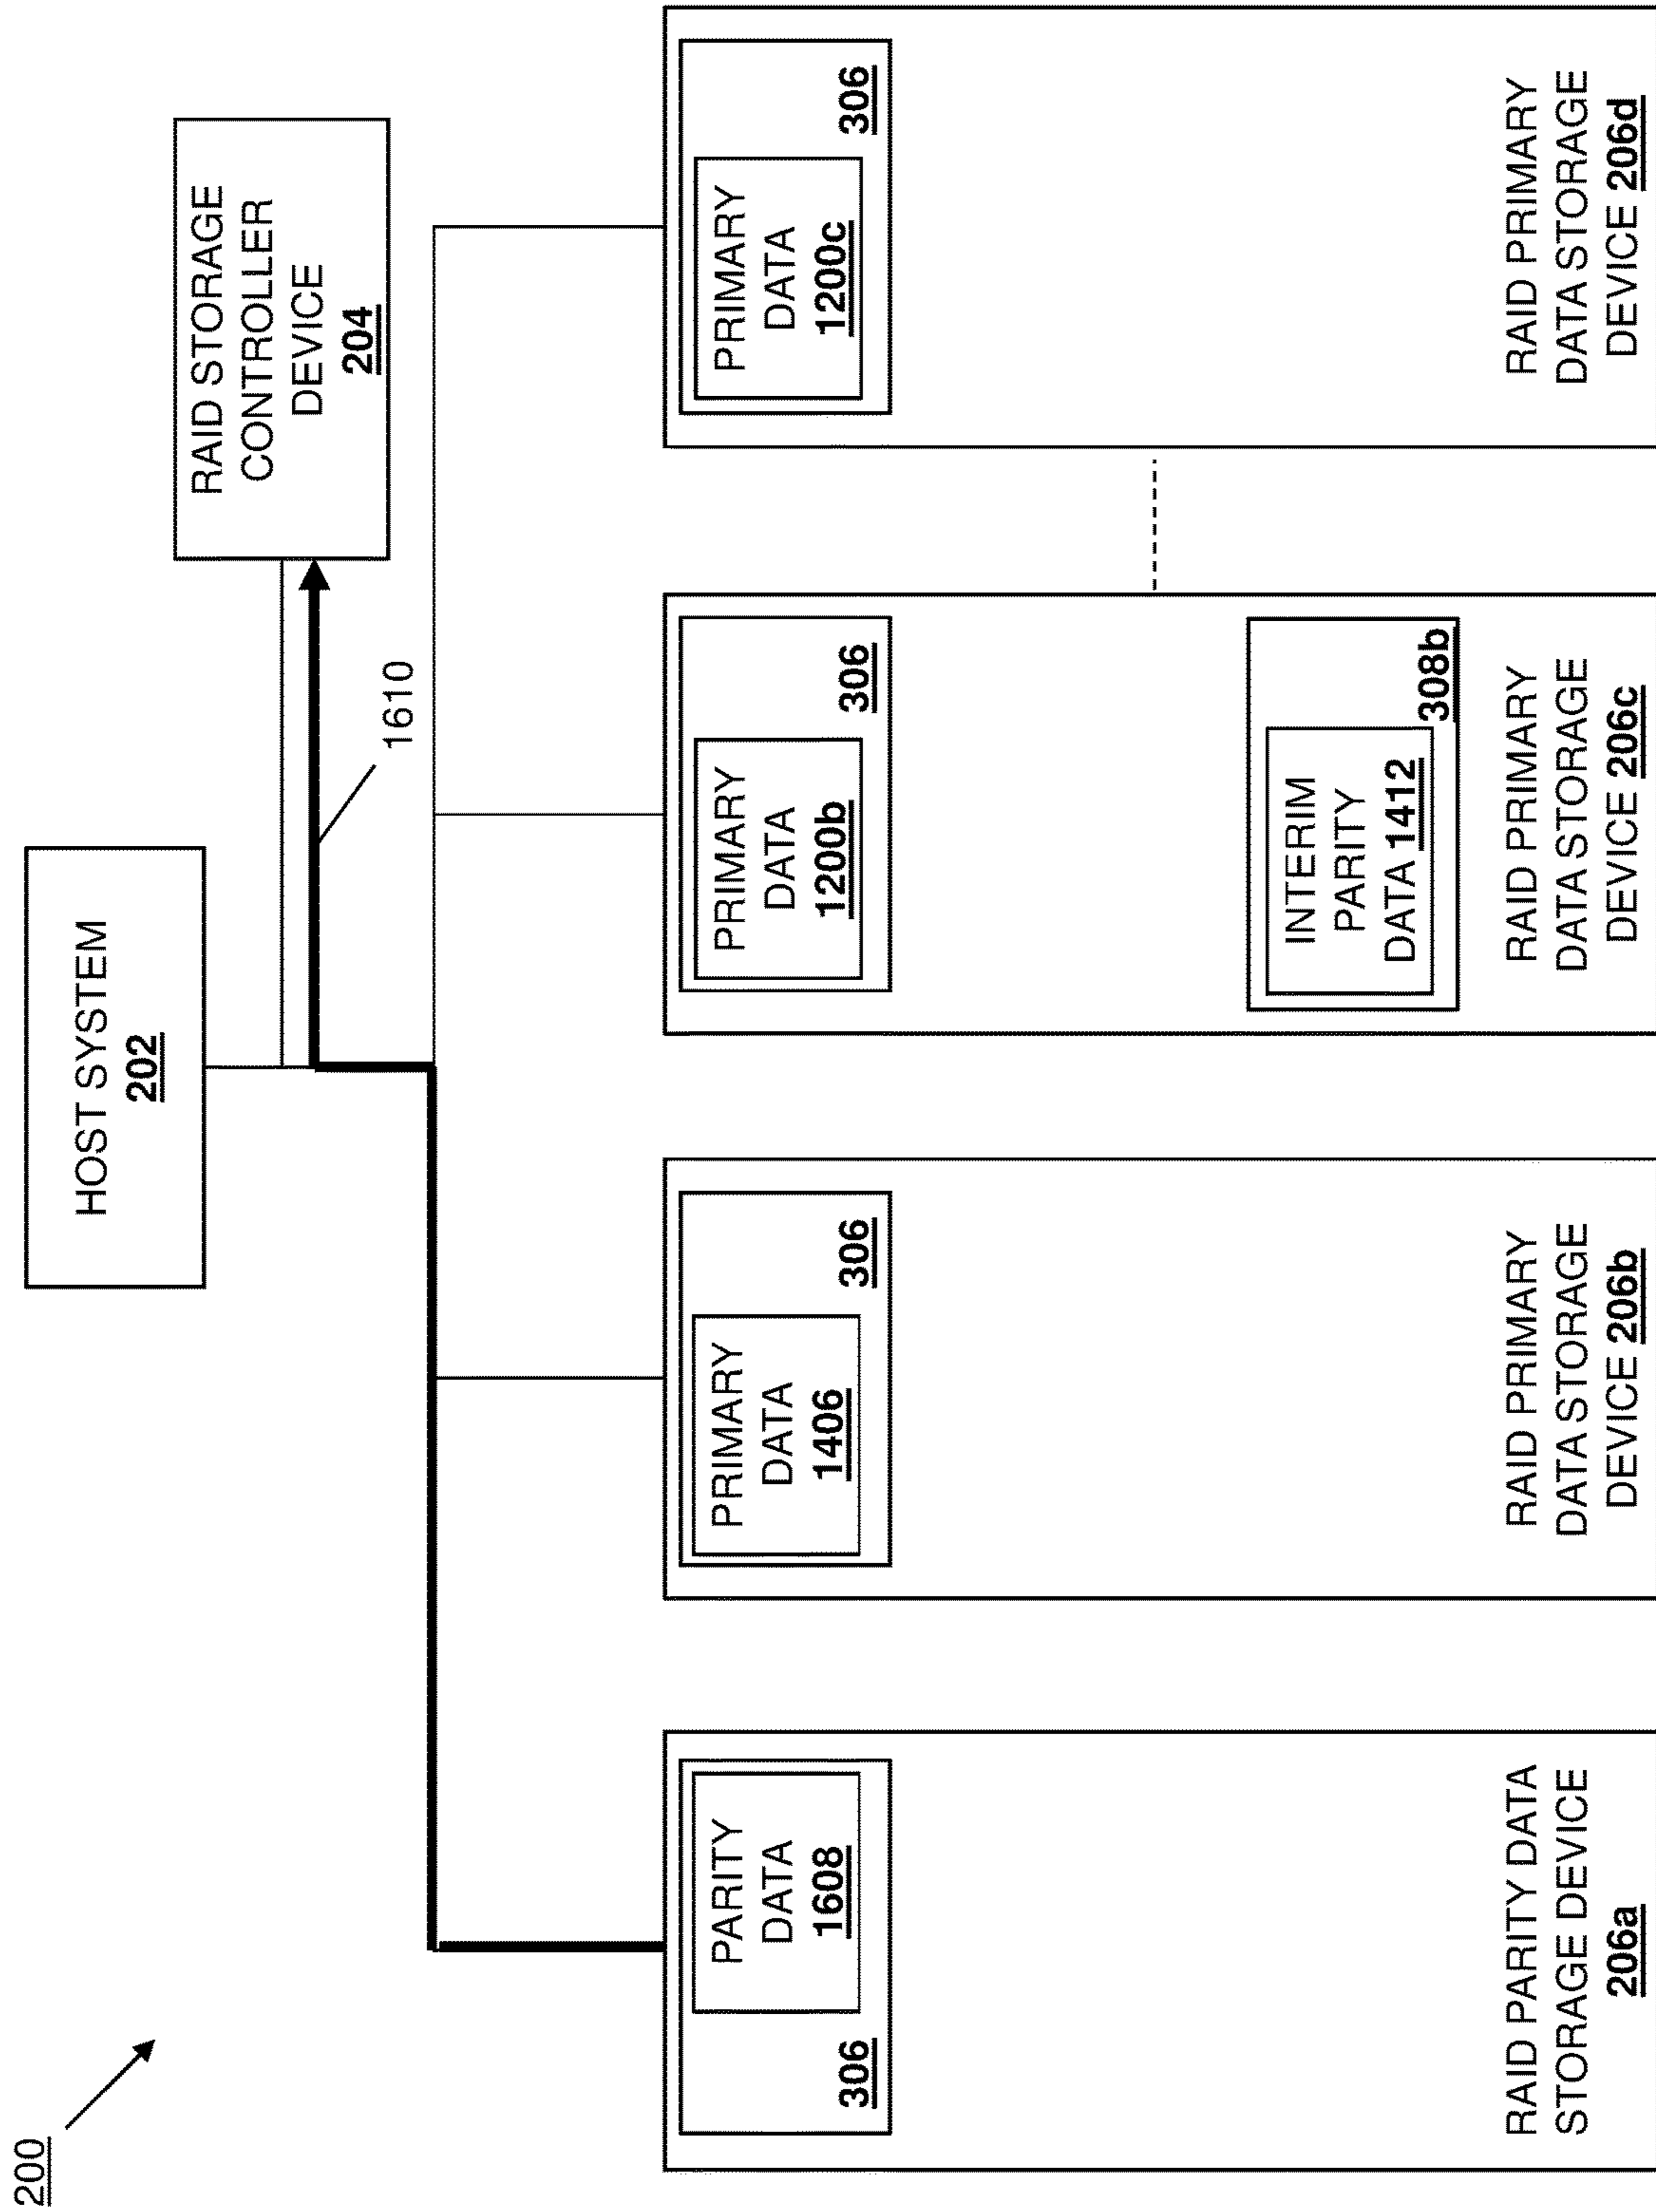 200
HOST SYSTEM
202
RAID STORAGE
CONTROLLER
DEVICE
204
1610
PARITY
DATA
1608
306
RAID PARITY DATA
STORAGE DEVICE
206a
PRIMARY
DATA
1406
306
RAID PRIMARY
DATA STORAGE
DEVICE 206b
PRIMARY
DATA
1200b
306
INTERIM
PARITY
DATA 1412
308b
RAID PRIMARY
DATA STORAGE
DEVICE 206c
PRIMARY
DATA
1200c
306
RAID PRIMARY
DATA STORAGE
DEVICE 206d